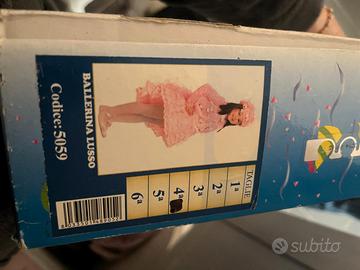 BALLERINA LUSSO
Codice: 5059
TAGLIE
1ª
2ª
3ª
4ª
5ª
6ª
subito